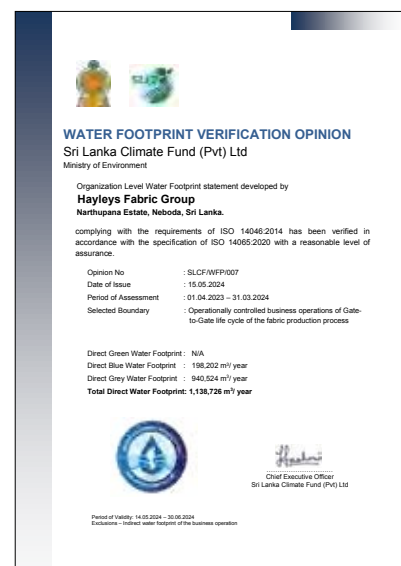 WATER FOOTPRINT VERIFICATION OPINION
Sri Lanka Climate Fund (Pvt) Ltd
Ministry of Environment
Organization Level Water Footprint statement developed by
Hayleys Fabric Group
Narthupana Estate, Neboda, Sri Lanka.
complying with the requirements of ISO 14046:2014 has been verified in
accordance with the specification of ISO 14065:2020 with a reasonable level of
assurance.
Opinion No : SLCF/WFP/007
Date of Issue : 15.05.2024
Period of Assessment : 01.04.2023 – 31.03.2024
Selected Boundary : Operationally controlled business operations of Gate-
to-Gate life cycle of the fabric production process
Direct Green Water Footprint : N/A
Direct Blue Water Footprint : 198,202 m³/ year
Direct Grey Water Footprint : 940,524 m³/ year
Total Direct Water Footprint: 1,138,726 m³/ year
Chief Executive Officer
Sri Lanka Climate Fund (Pvt) Ltd
Period of Validity: 14.05.2024 – 30.06.2024
Exclusions – Indirect water footprint of the business operation